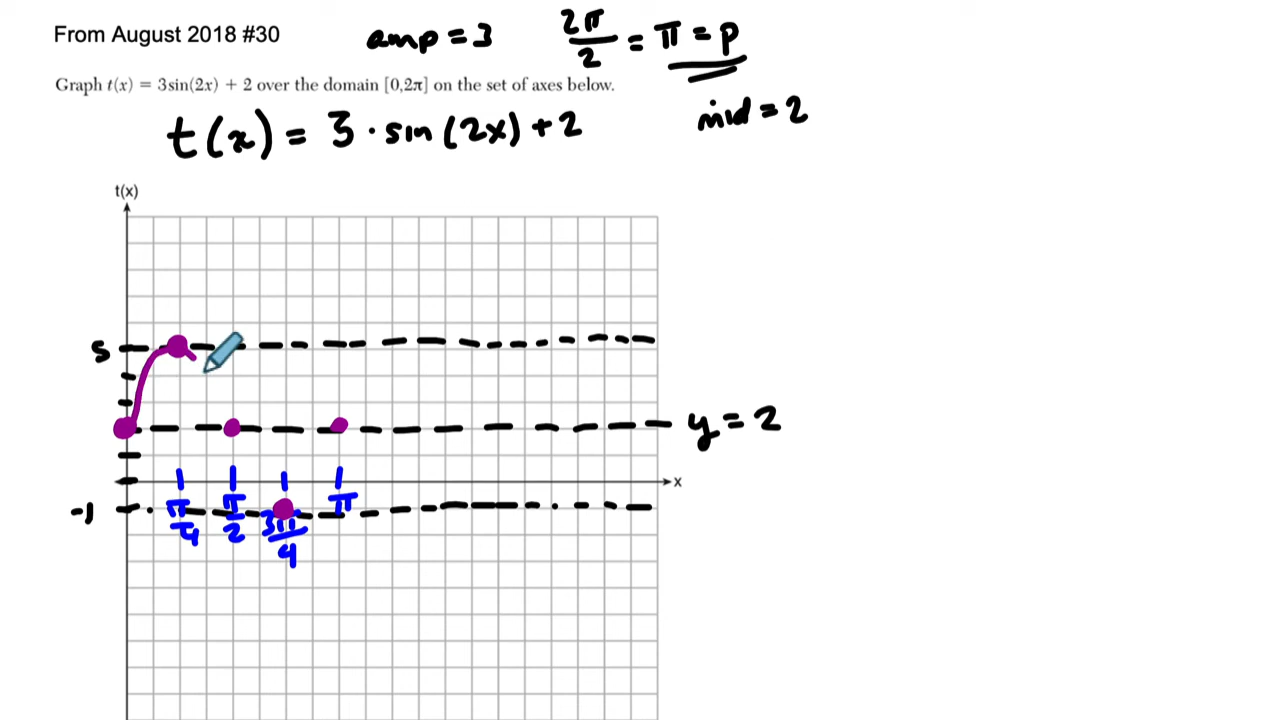 From August 2018 #30
amp = 3
2π/2 = π = p
Graph t(x) = 3sin(2x) + 2 over the domain [0,2π] on the set of axes below.
mid = 2
t(x) = 3 · sin(2x) + 2
t(x)
5
y = 2
x
-1
π/4 π/2 3π/4 π